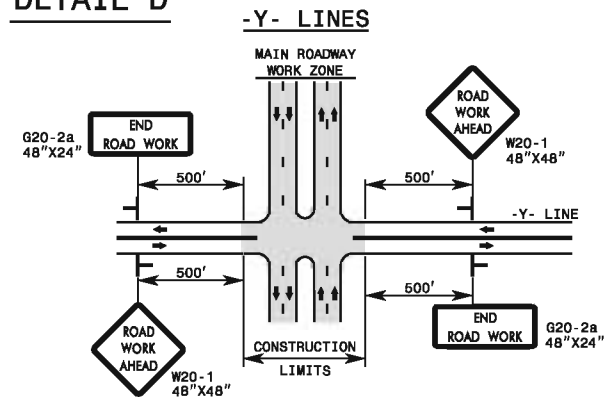 DETAIL D
-Y- LINES
MAIN ROADWAY
WORK ZONE
END
ROAD WORK
G20-2a
48"X24"
ROAD
WORK
AHEAD
W20-1
48"X48"
500'
500'
-Y- LINE
500'
500'
ROAD
WORK
AHEAD
W20-1
48"X48"
CONSTRUCTION
LIMITS
END
ROAD WORK
G20-2a
48"X24"